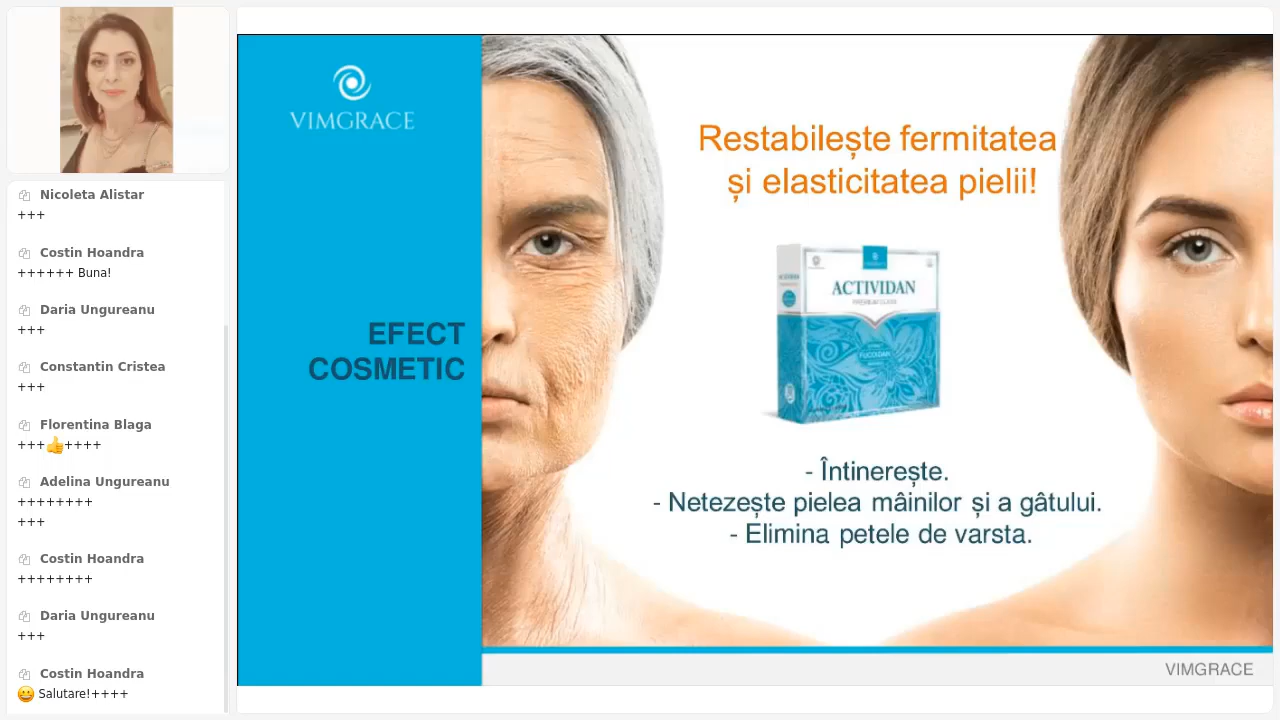 Nicoleta Alistar
+++
Costin Hoandra
++++++ Buna!
Daria Ungureanu
+++
Constantin Cristea
+++
Florentina Blaga
+++👍++++
Adelina Ungureanu
++++++++
+++
Costin Hoandra
++++++++
Daria Ungureanu
+++
Costin Hoandra
😀 Salutare!++++
VIMGRACE
EFECT
COSMETIC
Restabilește fermitatea
și elasticitatea pielii!
VIMGRACE
ACTIVIDAN
FUCOIDAN
- Întinerește.
- Netezește pielea mâinilor și a gâtului.
- Elimina petele de varsta.
VIMGRACE